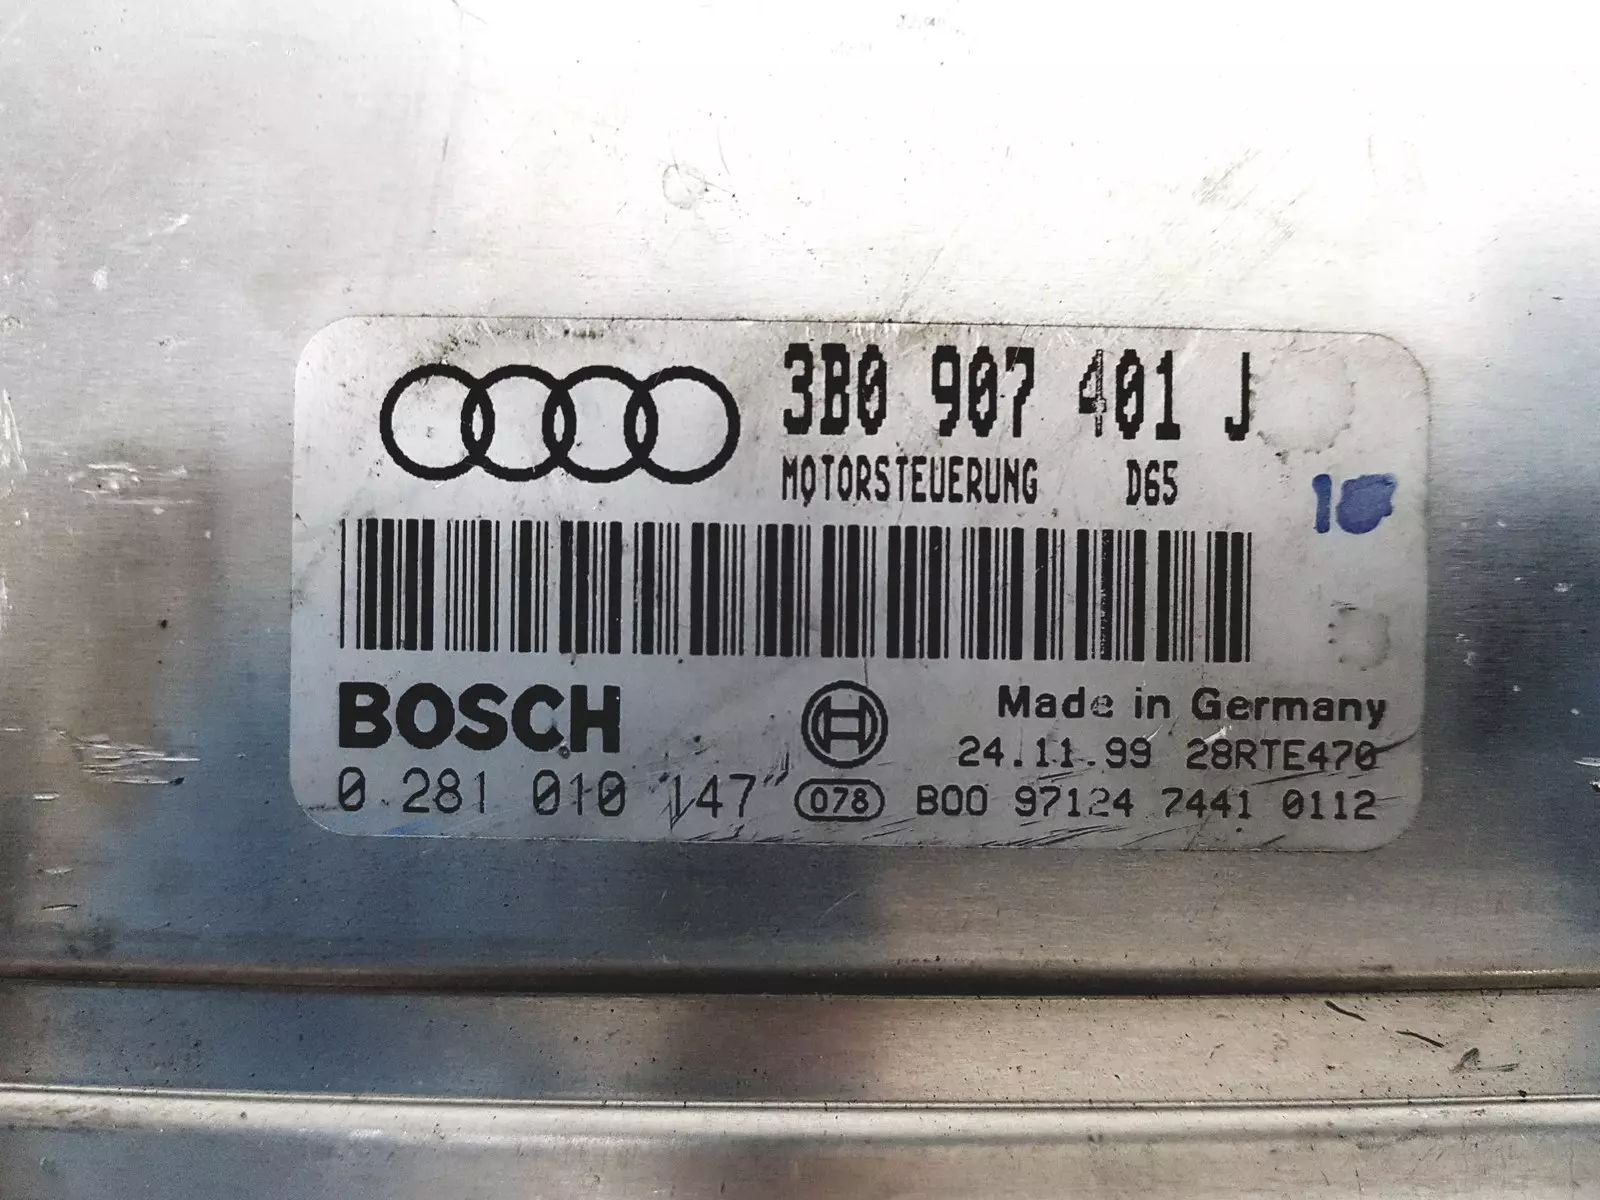 3B0 907 401 J
MOTORSTEUERUNG D65
10
BOSCH
Made in Germany
24.11.99 28RTE470
0 281 010 147 078 B00 97124 7441 0112